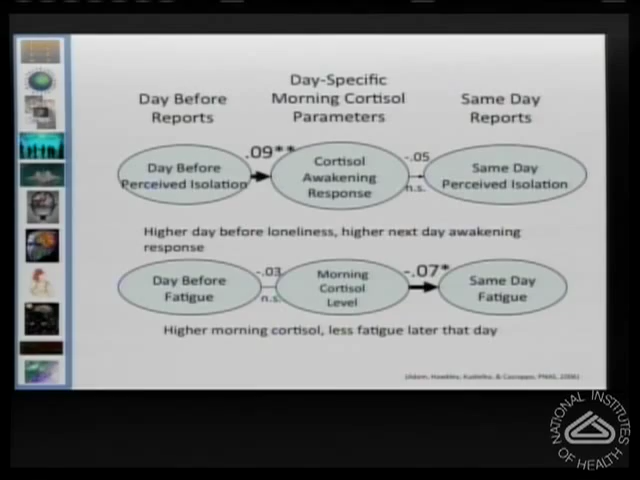 Day Before
Reports
Day-Specific
Morning Cortisol
Parameters
Same Day
Reports
Day Before
Perceived Isolation
.09**
Cortisol
Awakening
Response
-.05
n.s.
Same Day
Perceived Isolation
Higher day before loneliness, higher next day awakening
response
Day Before
Fatigue
-.03
n.s.
Morning
Cortisol
Level
-.07*
Same Day
Fatigue
Higher morning cortisol, less fatigue later that day
(Adam, Hawkley, Kudielka, & Cacioppo, PNAS, 2006)
NATIONAL INSTITUTES
OF HEALTH